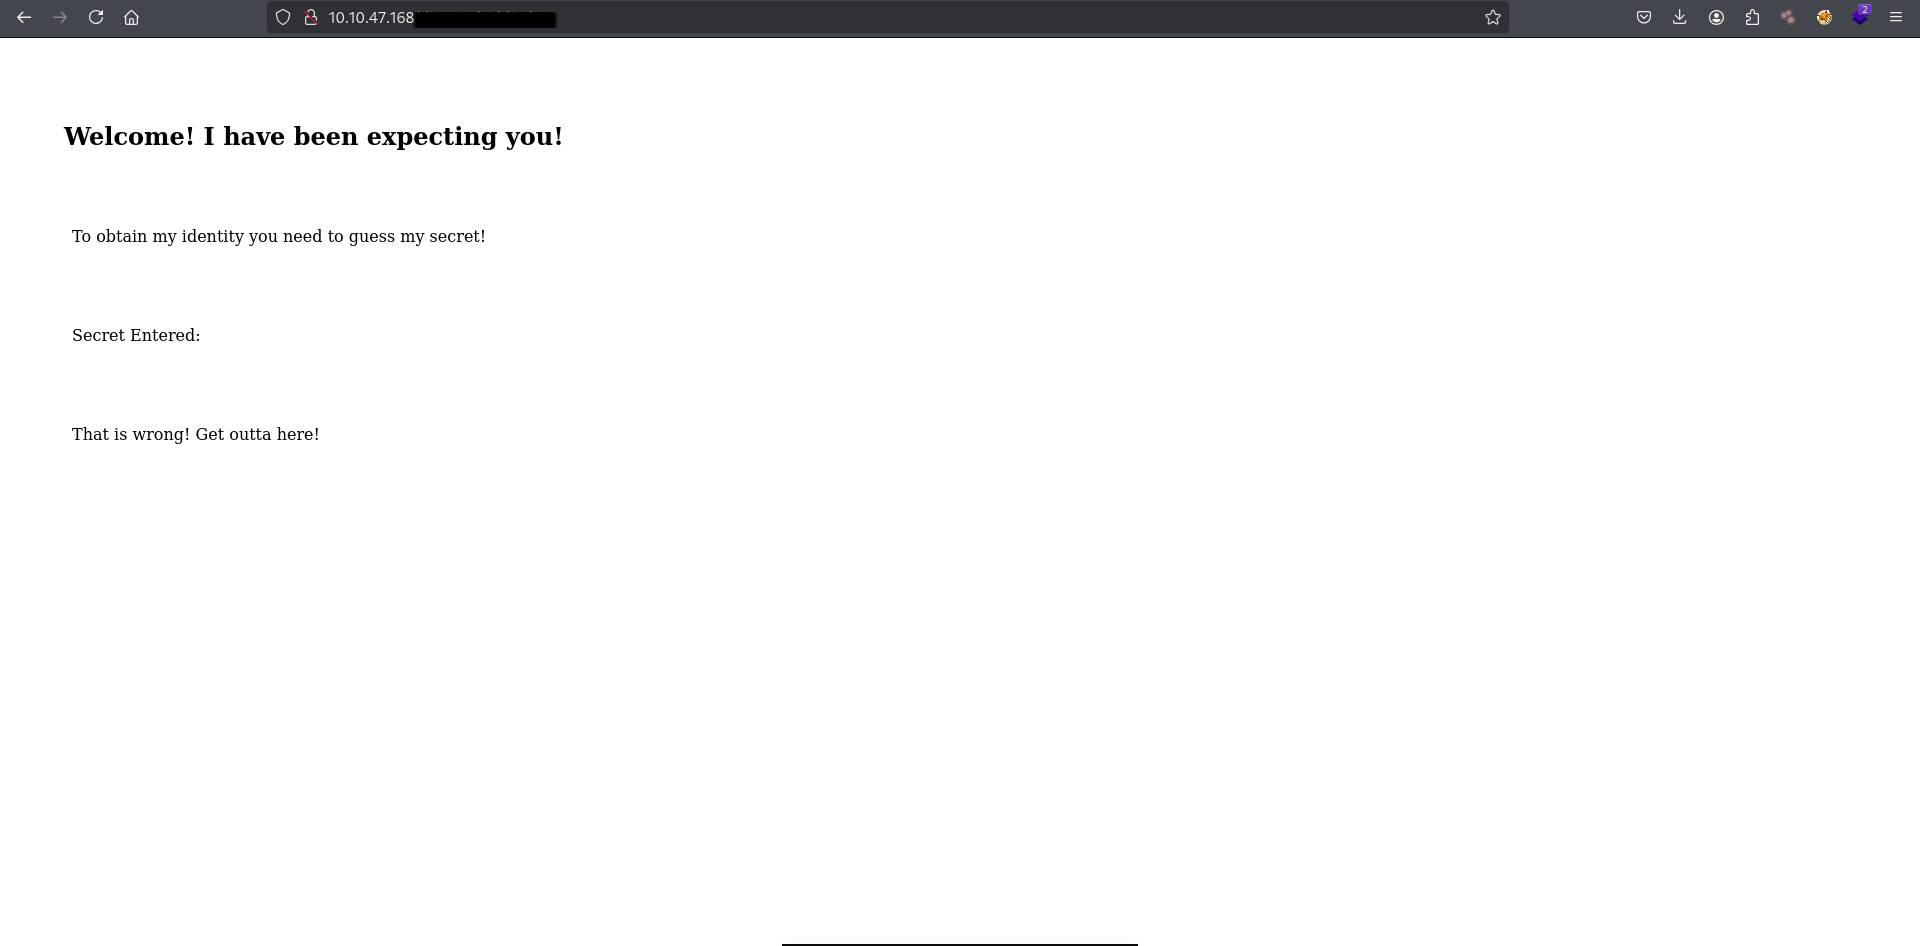 10.10.47.168
2
Welcome! I have been expecting you!
To obtain my identity you need to guess my secret!
Secret Entered:
That is wrong! Get outta here!